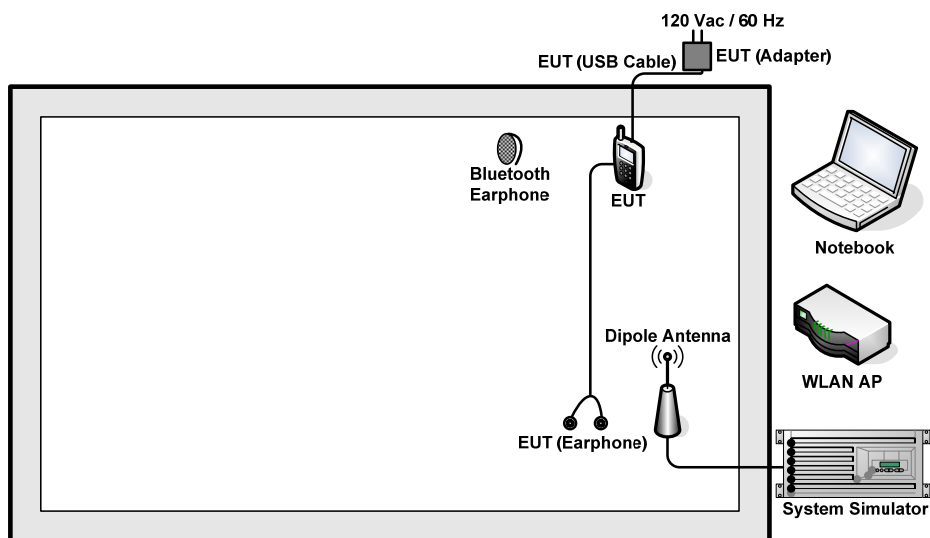 120 Vac / 60 Hz
EUT (USB Cable)
EUT (Adapter)
Bluetooth
Earphone
EUT
Notebook
Dipole Antenna
WLAN AP
EUT (Earphone)
System Simulator